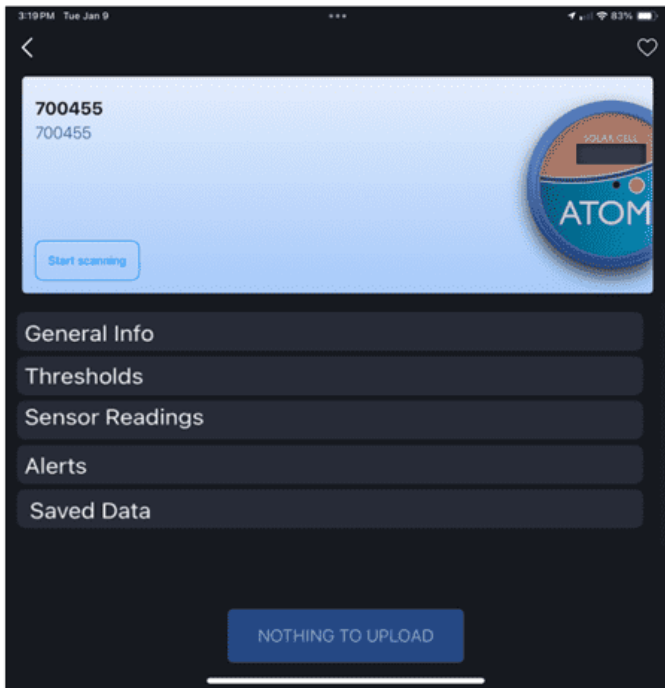 3:19 PM Tue Jan 9
83%
700455
700455
SOLAR CELL
ATOM
Start scanning
General Info
Thresholds
Sensor Readings
Alerts
Saved Data
NOTHING TO UPLOAD